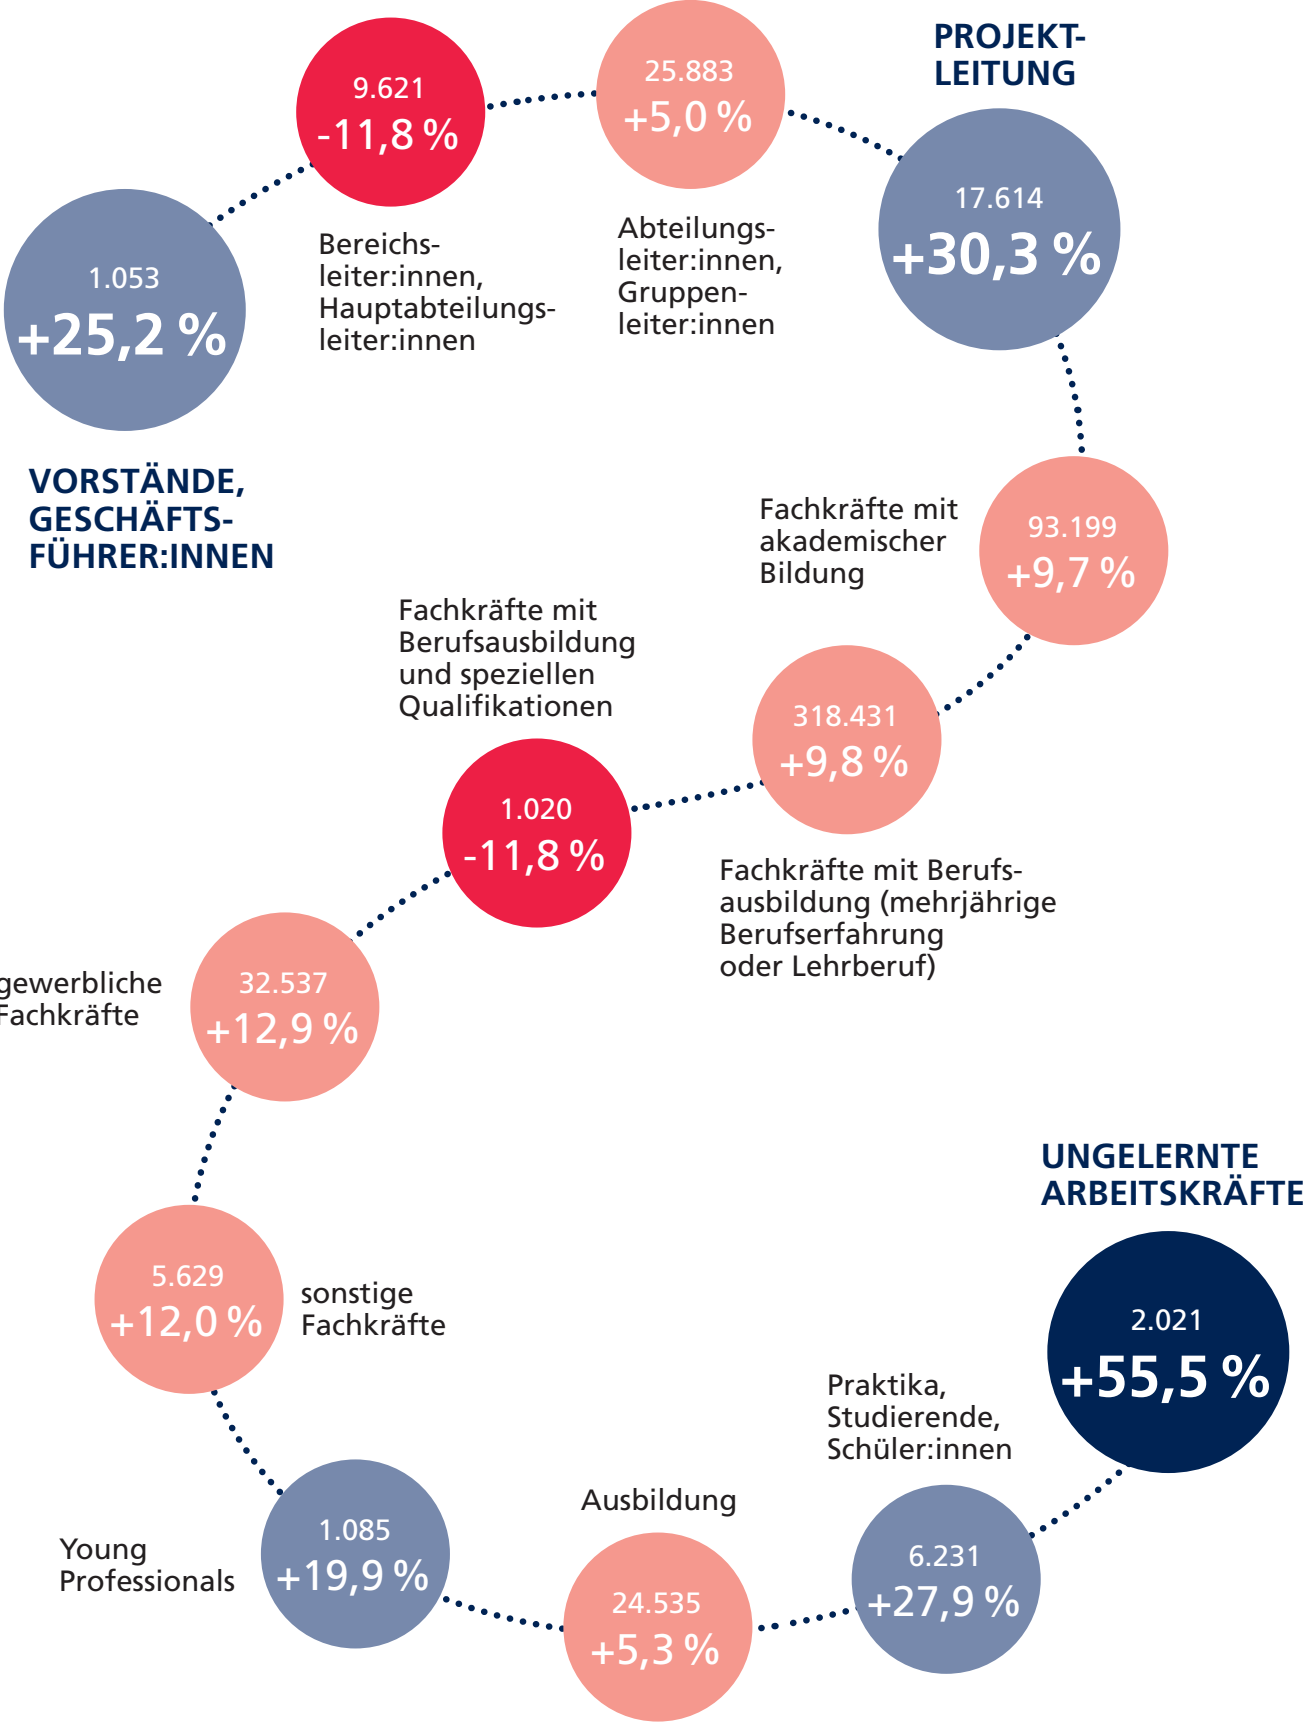 1.053
+25,2 %
VORSTÄNDE,
GESCHÄFTS-
FÜHRER:INNEN
9.621
-11,8 %
Bereichs-
leiter:innen,
Hauptabteilungs-
leiter:innen
25.883
+5,0 %
Abteilungs-
leiter:innen,
Gruppen-
leiter:innen
PROJEKT-
LEITUNG
17.614
+30,3 %
Fachkräfte mit
akademischer
Bildung
93.199
+9,7 %
318.431
+9,8 %
Fachkräfte mit Berufs-
ausbildung (mehrjährige
Berufserfahrung
oder Lehrberuf)
Fachkräfte mit
Berufsausbildung
und speziellen
Qualifikationen
1.020
-11,8 %
gewerbliche
Fachkräfte
32.537
+12,9 %
5.629
+12,0 %
sonstige
Fachkräfte
Young
Professionals
1.085
+19,9 %
Ausbildung
24.535
+5,3 %
Praktika,
Studierende,
Schüler:innen
6.231
+27,9 %
UNGELERNTE
ARBEITSKRÄFTE
2.021
+55,5 %